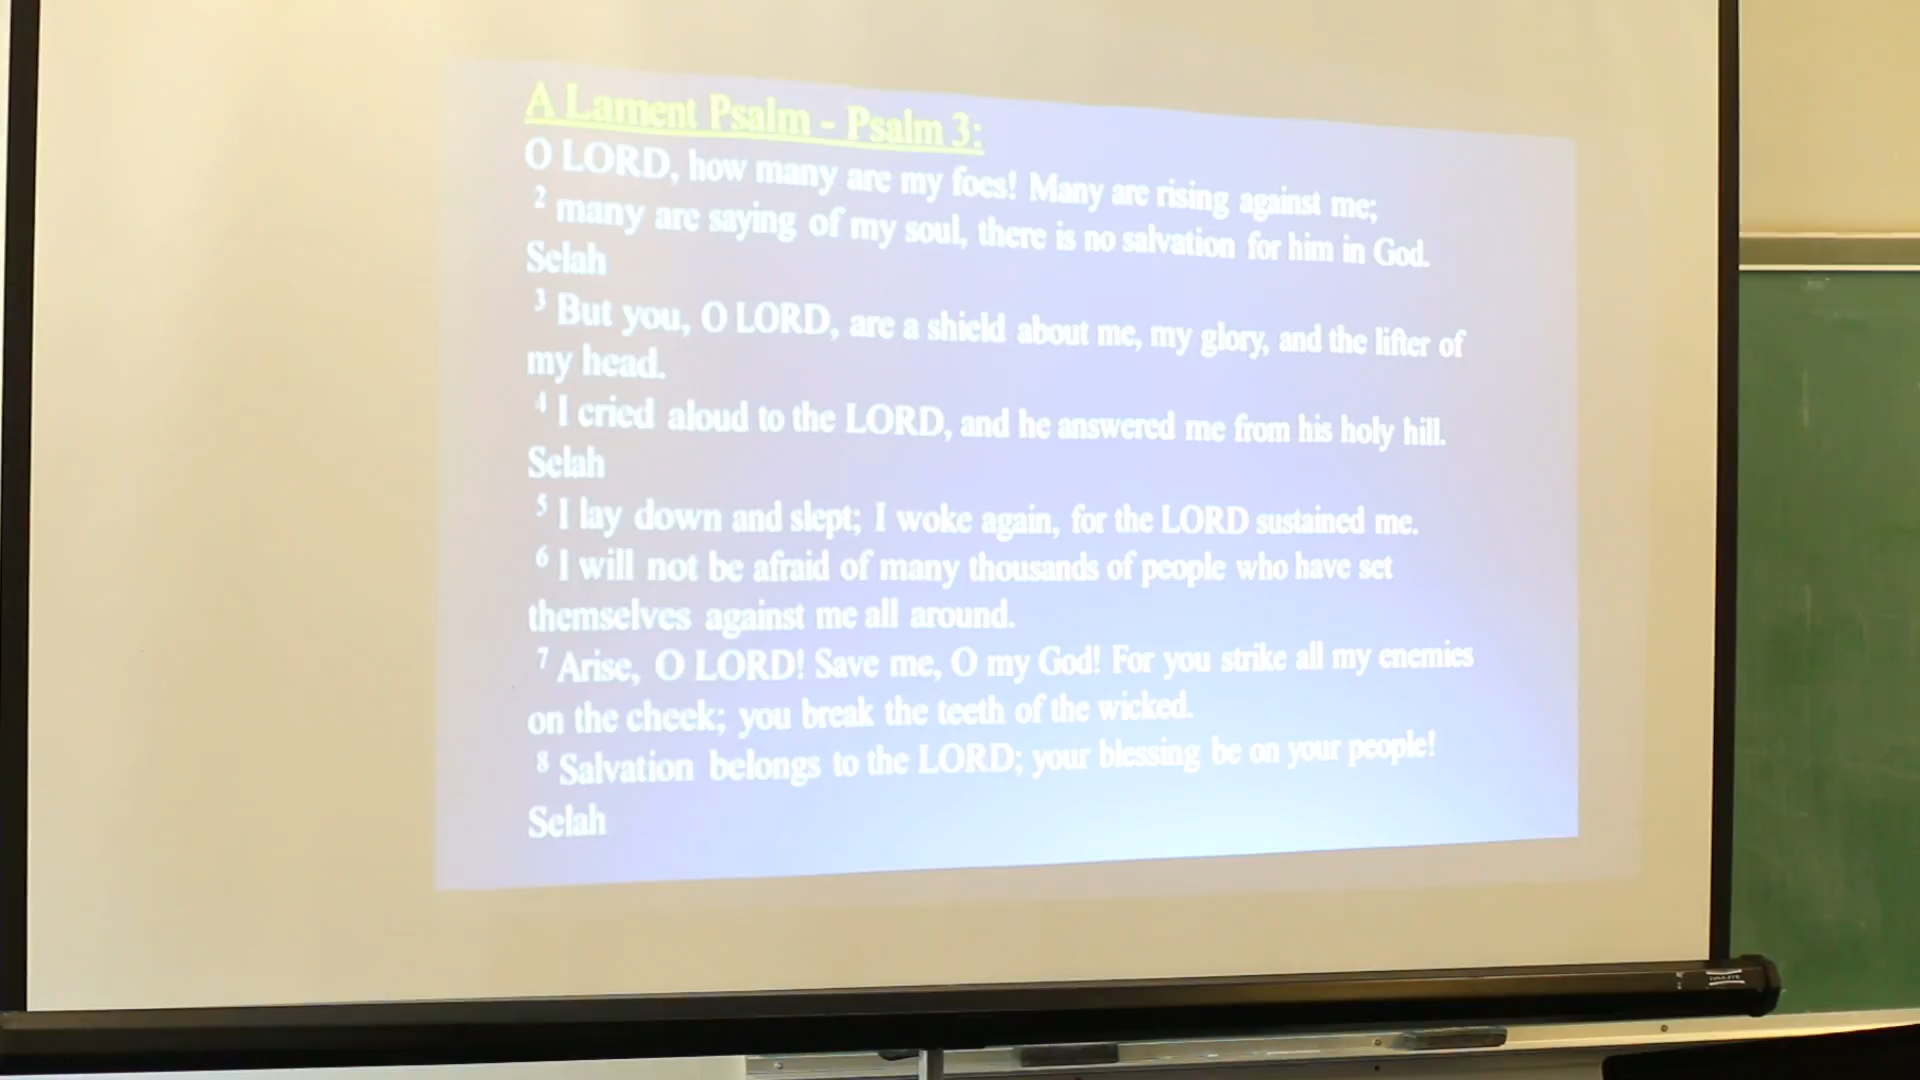 A Lament Psalm - Psalm 3:
O LORD, how many are my foes! Many are rising against me;
2 many are saying of my soul, there is no salvation for him in God.
Selah
3 But you, O LORD, are a shield about me, my glory, and the lifter of
my head.
4 I cried aloud to the LORD, and he answered me from his holy hill.
Selah
5 I lay down and slept; I woke again, for the LORD sustained me.
6 I will not be afraid of many thousands of people who have set
themselves against me all around.
7 Arise, O LORD! Save me, O my God! For you strike all my enemies
on the cheek; you break the teeth of the wicked.
8 Salvation belongs to the LORD; your blessing be on your people!
Selah